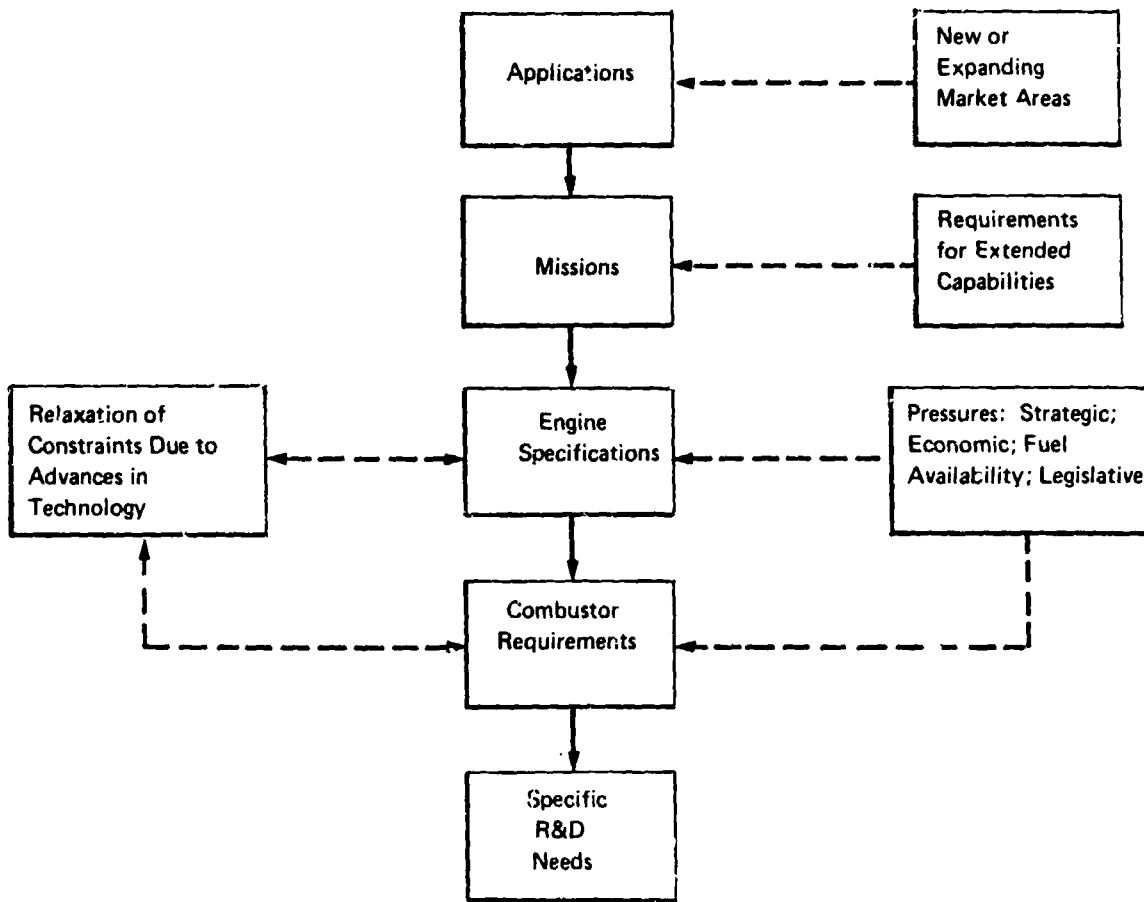 Applications
New or
Expanding
Market Areas
Missions
Requirements
for Extended
Capabilities
Relaxation of
Constraints Due to
Advances in
Technology
Engine
Specifications
Pressures: Strategic;
Economic; Fuel
Availability; Legislative
Combustor
Requirements
Specific
R&D
Needs